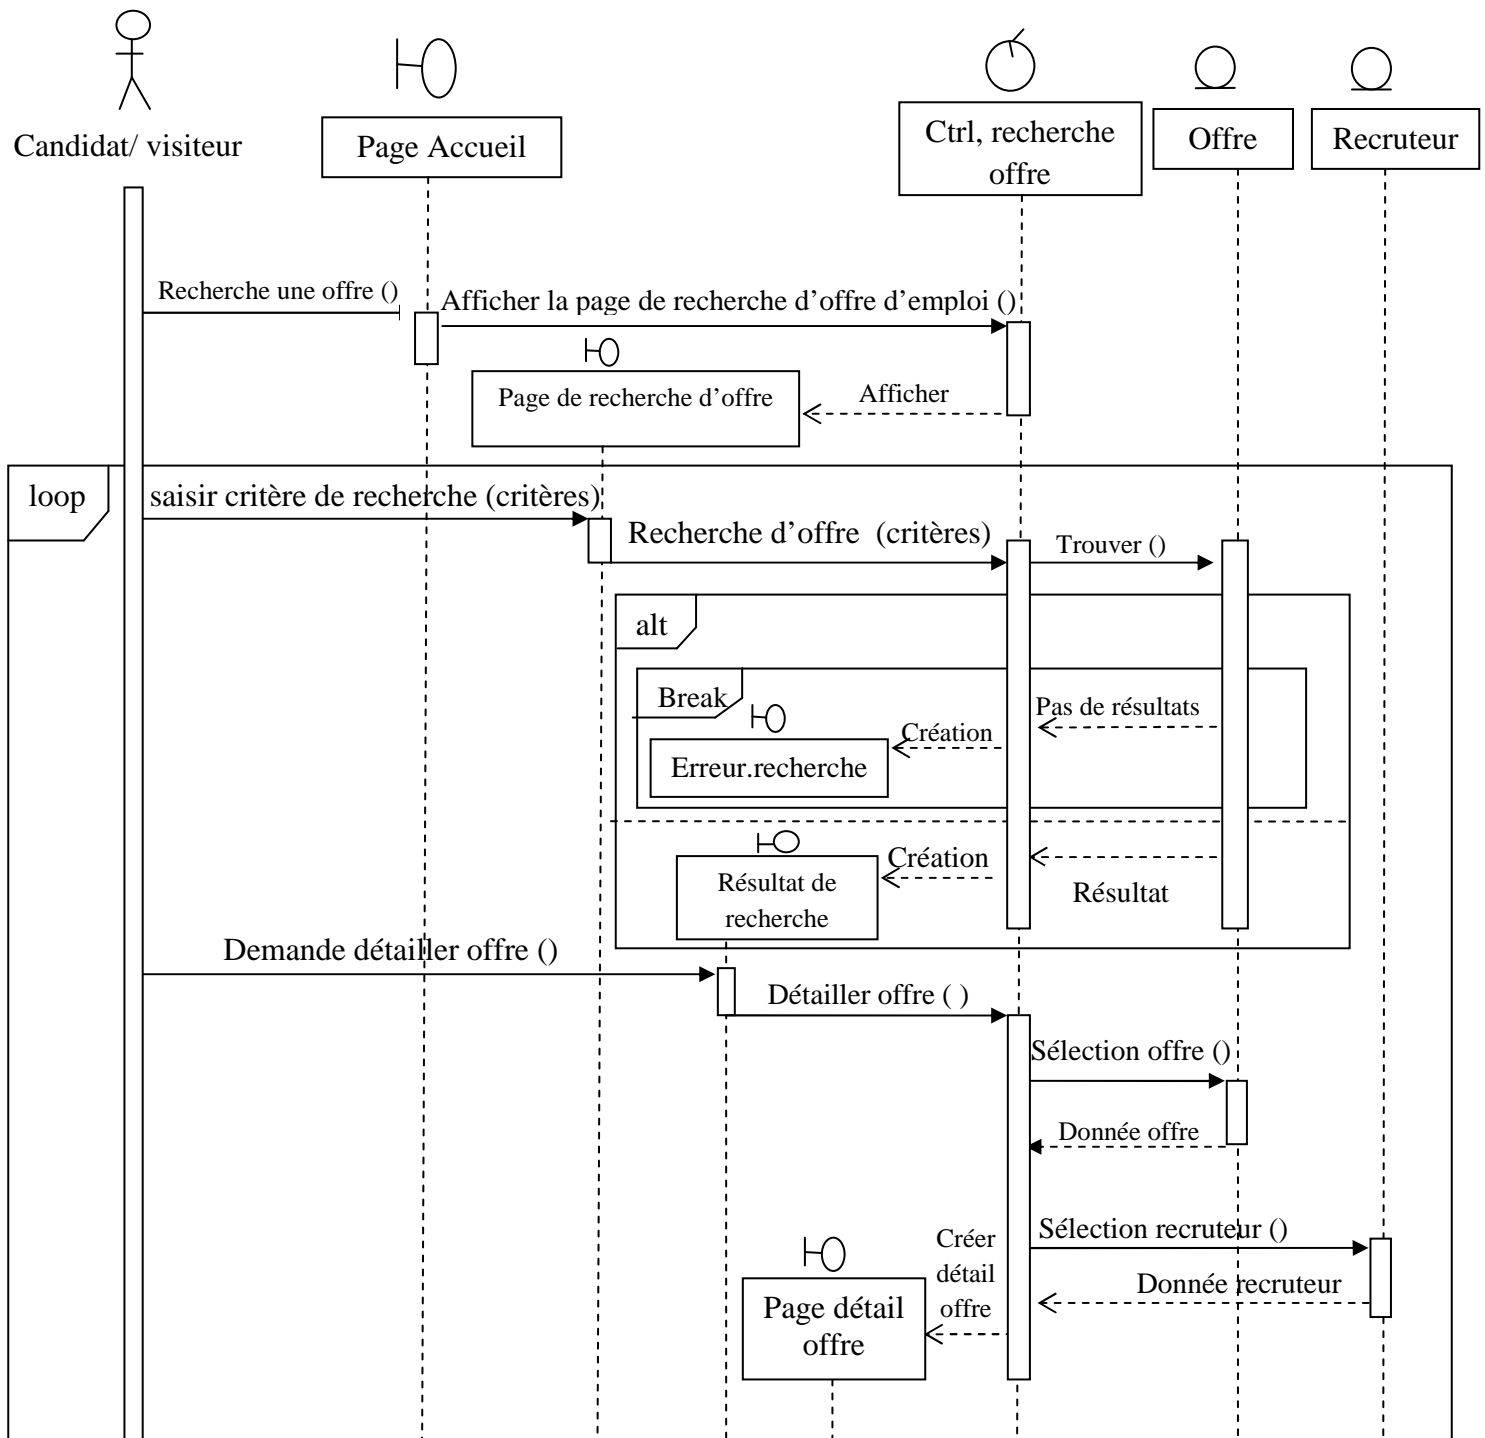 Candidat/ visiteur
Page Accueil
Ctrl, recherche
offre
Offre
Recruteur
Recherche une offre ()
Afficher la page de recherche d’offre d’emploi ()
Page de recherche d’offre
Afficher
loop
saisir critère de recherche (critères)
Recherche d’offre (critères)
Trouver ()
alt
Break
Pas de résultats
Création
Erreur.recherche
Création
Résultat de
recherche
Résultat
Demande détailler offre ()
Détailler offre ( )
Sélection offre ()
Donnée offre
Sélection recruteur ()
Créer
détail
offre
Donnée recruteur
Page détail
offre